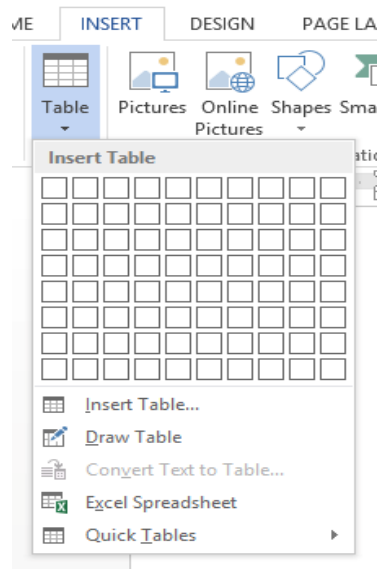 ME INSERT DESIGN PAGE LA
Table Pictures Online Shapes Sma
Pictures
Insert Table
atio
Insert Table...
Draw Table
Convert Text to Table...
Excel Spreadsheet
Quick Tables